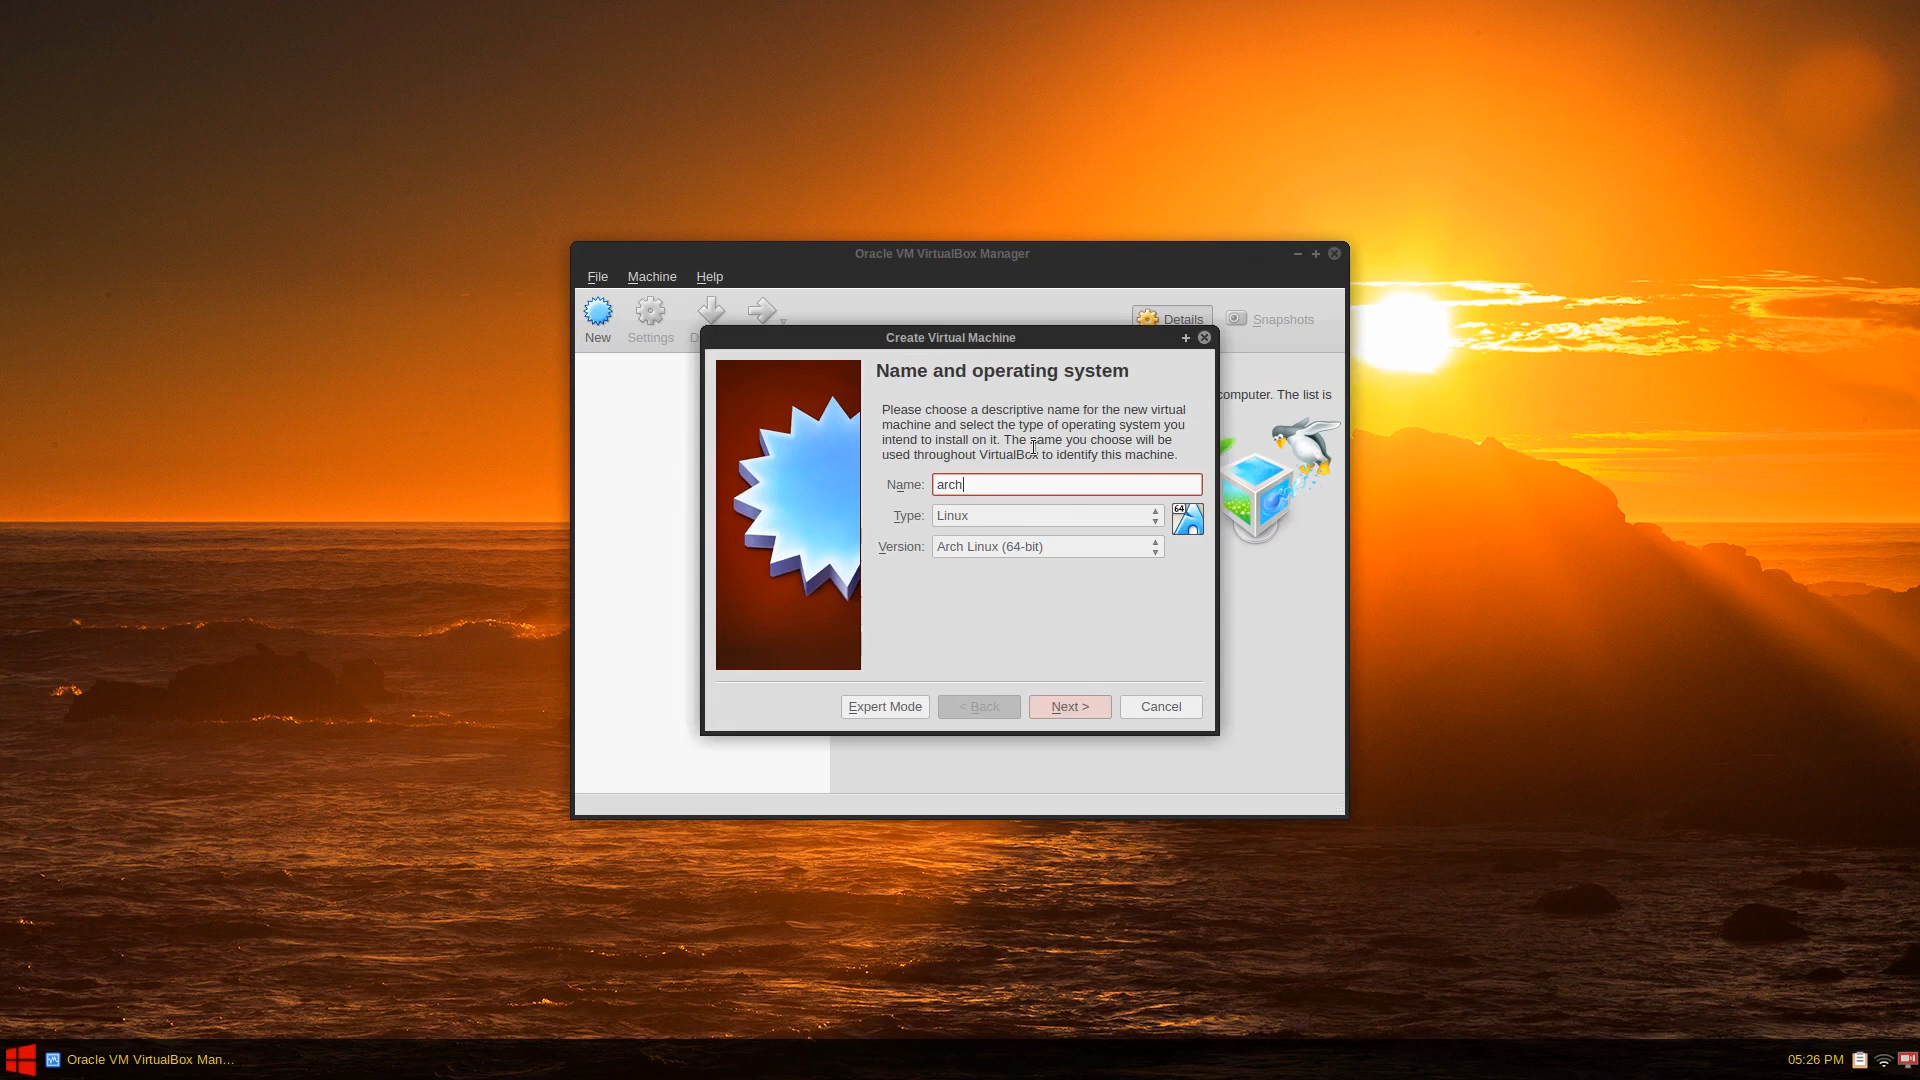 Oracle VM VirtualBox Manager
File Machine Help
New Settings D Details Snapshots
Create Virtual Machine
Name and operating system
computer. The list is
Please choose a descriptive name for the new virtual
machine and select the type of operating system you
intend to install on it. The name you choose will be
used throughout VirtualBox to identify this machine.
Name: arch
Type: Linux
64
Version: Arch Linux (64-bit)
Expert Mode < Back Next > Cancel
Oracle VM VirtualBox Man... 05:26 PM